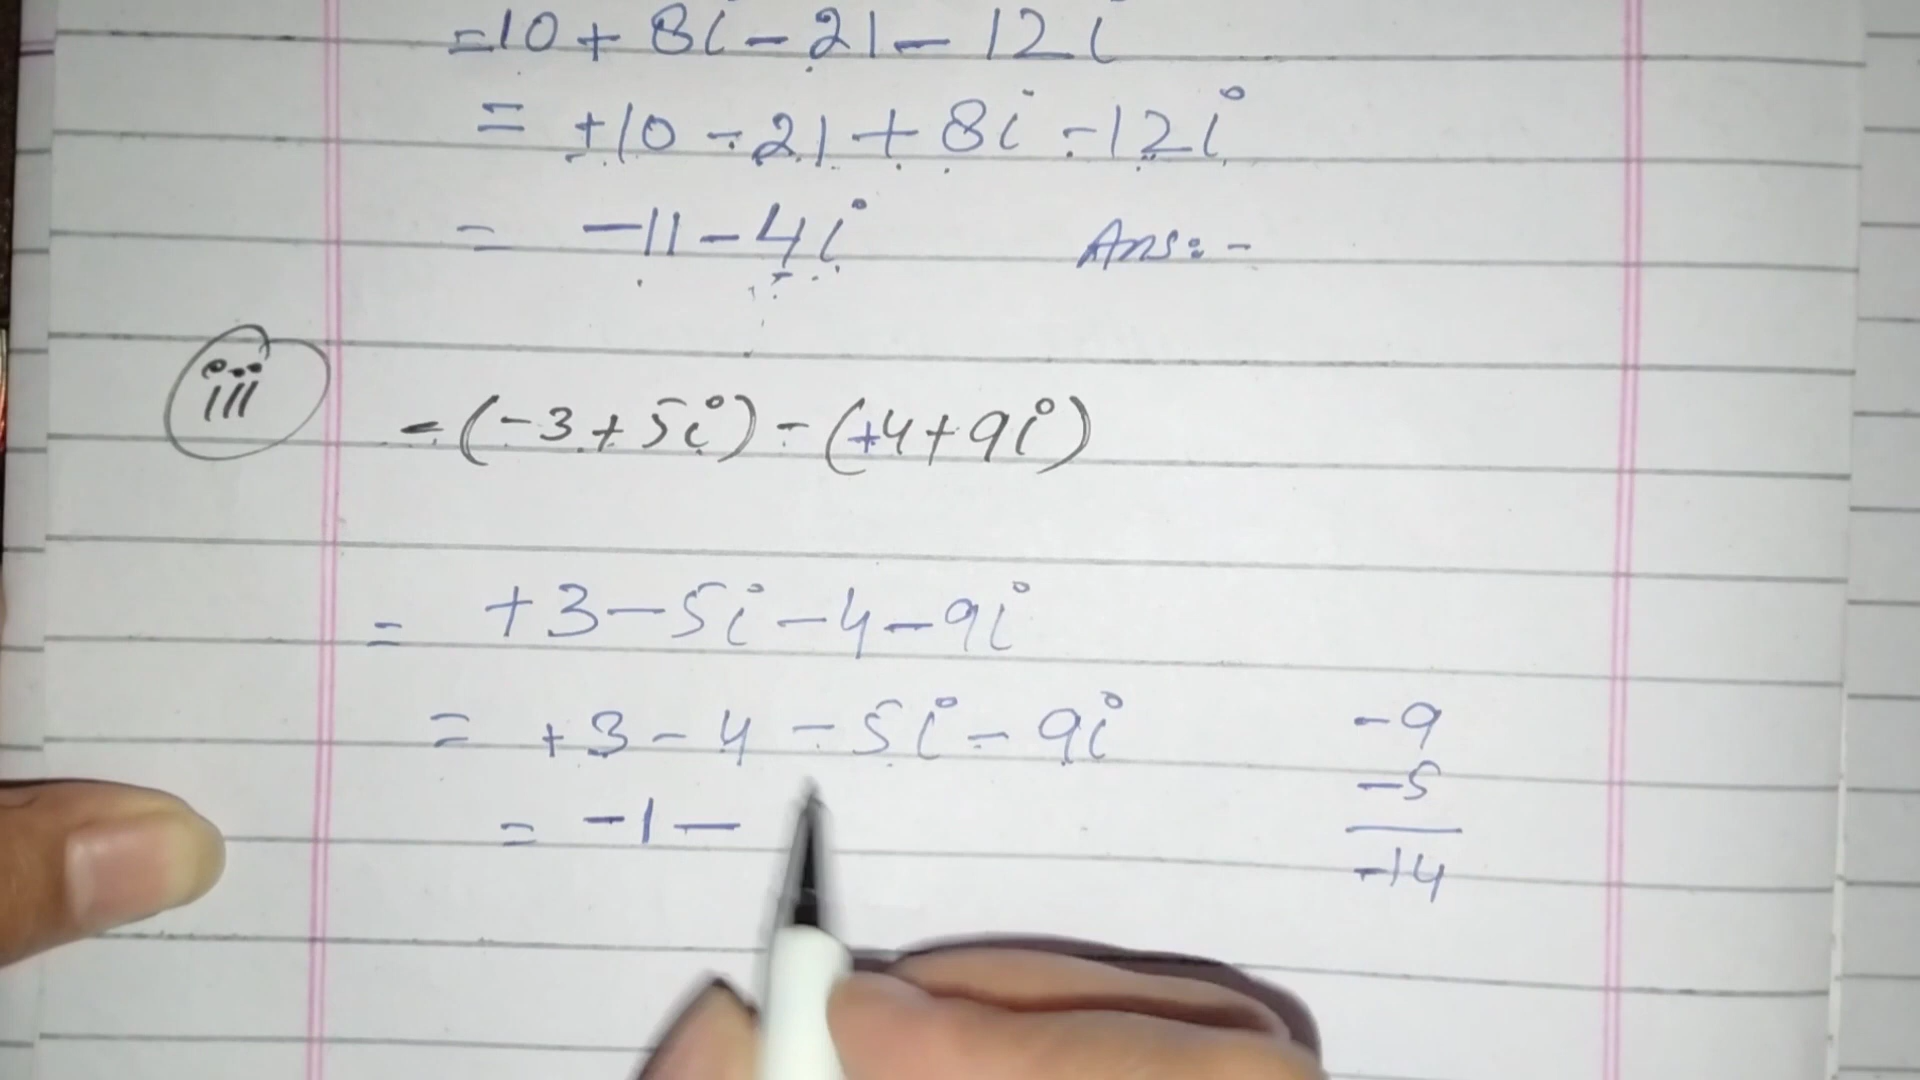 =10 + 8i - 21 - 12i
= +10 - 21 + 8i - 12i
= -11 - 4i Ans:-
iii -(-3+5i)-(+4+9i)
= +3-5i-4-9i
= +3-4-5i-9i
= -1-
-9
-5
-14